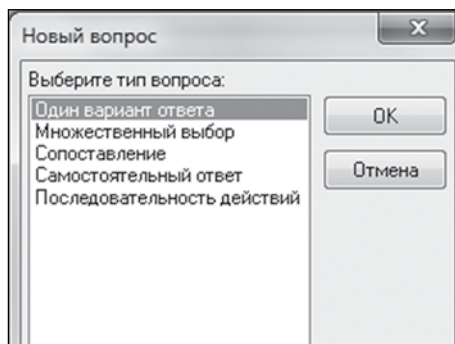 Новый вопрос
Выберите тип вопроса:
Один вариант ответа
Множественный выбор
Сопоставление
Самостоятельный ответ
Последовательность действий
OK
Отмена